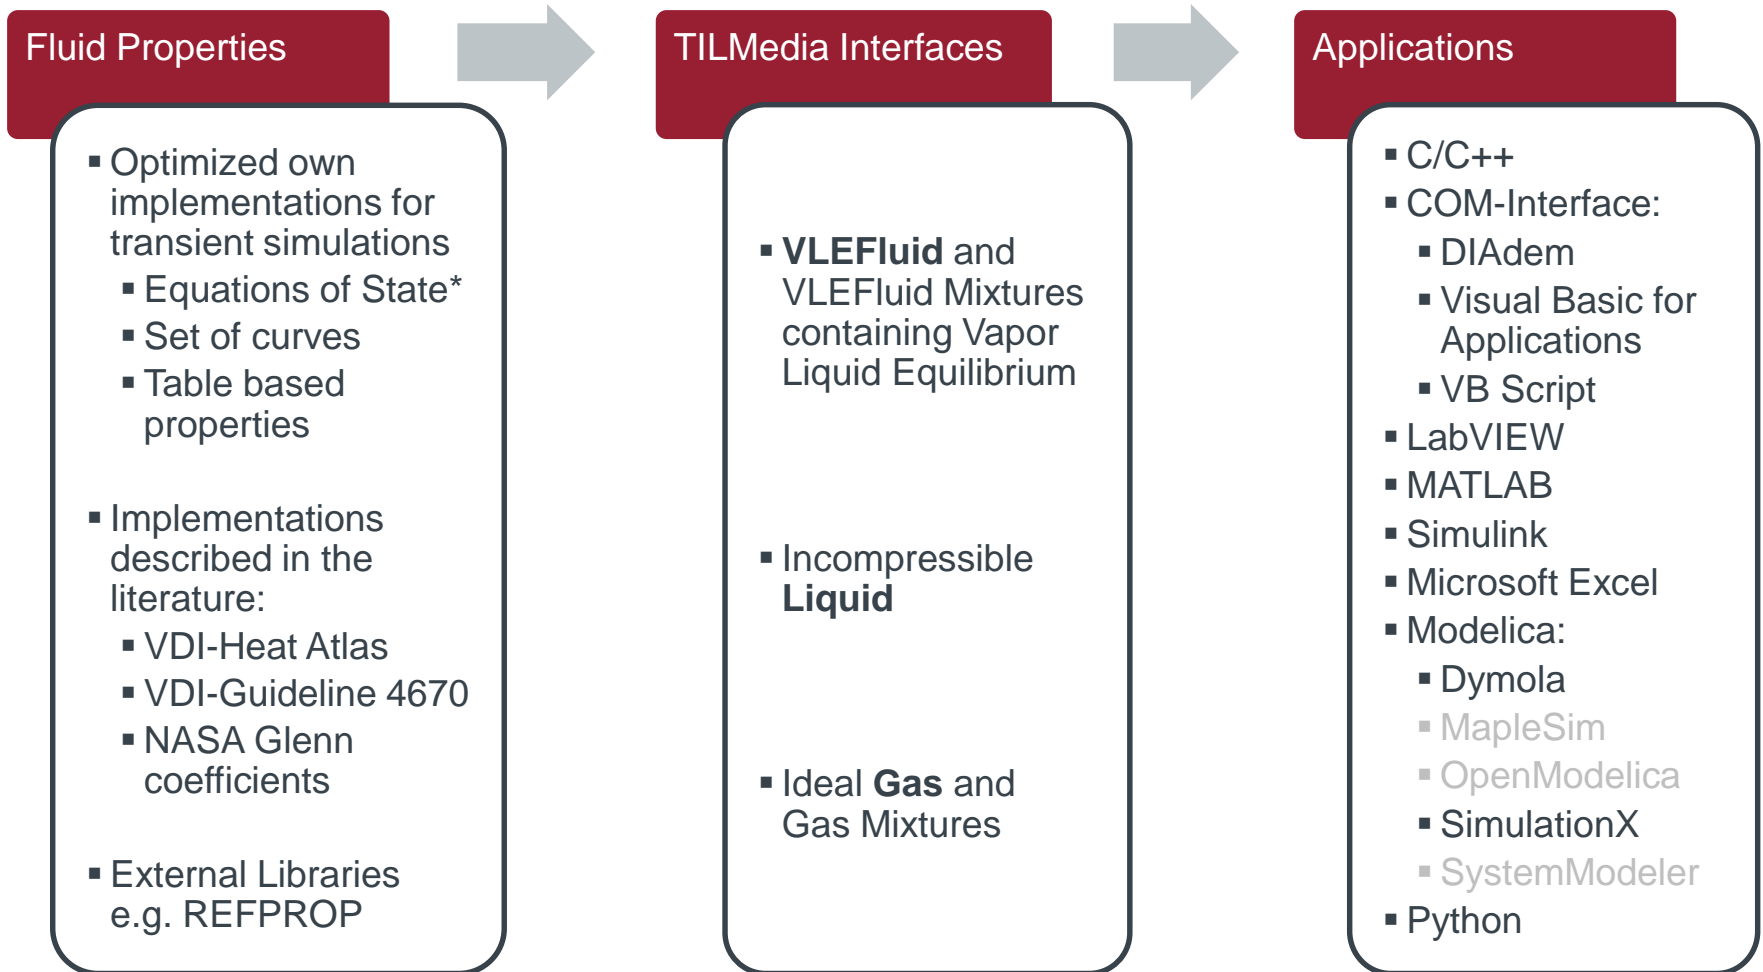 Fluid Properties
▪ Optimized own
implementations for
transient simulations
▪ Equations of State*
▪ Set of curves
▪ Table based
properties
▪ Implementations
described in the
literature:
▪ VDI-Heat Atlas
▪ VDI-Guideline 4670
▪ NASA Glenn
coefficients
▪ External Libraries
e.g. REFPROP
TILMedia Interfaces
▪ VLEFluid and
VLEFluid Mixtures
containing Vapor
Liquid Equilibrium
▪ Incompressible
Liquid
▪ Ideal Gas and
Gas Mixtures
Applications
▪ C/C++
▪ COM-Interface:
▪ DIAdem
▪ Visual Basic for
Applications
▪ VB Script
▪ LabVIEW
▪ MATLAB
▪ Simulink
▪ Microsoft Excel
▪ Modelica:
▪ Dymola
▪ MapleSim
▪ OpenModelica
▪ SimulationX
▪ SystemModeler
▪ Python